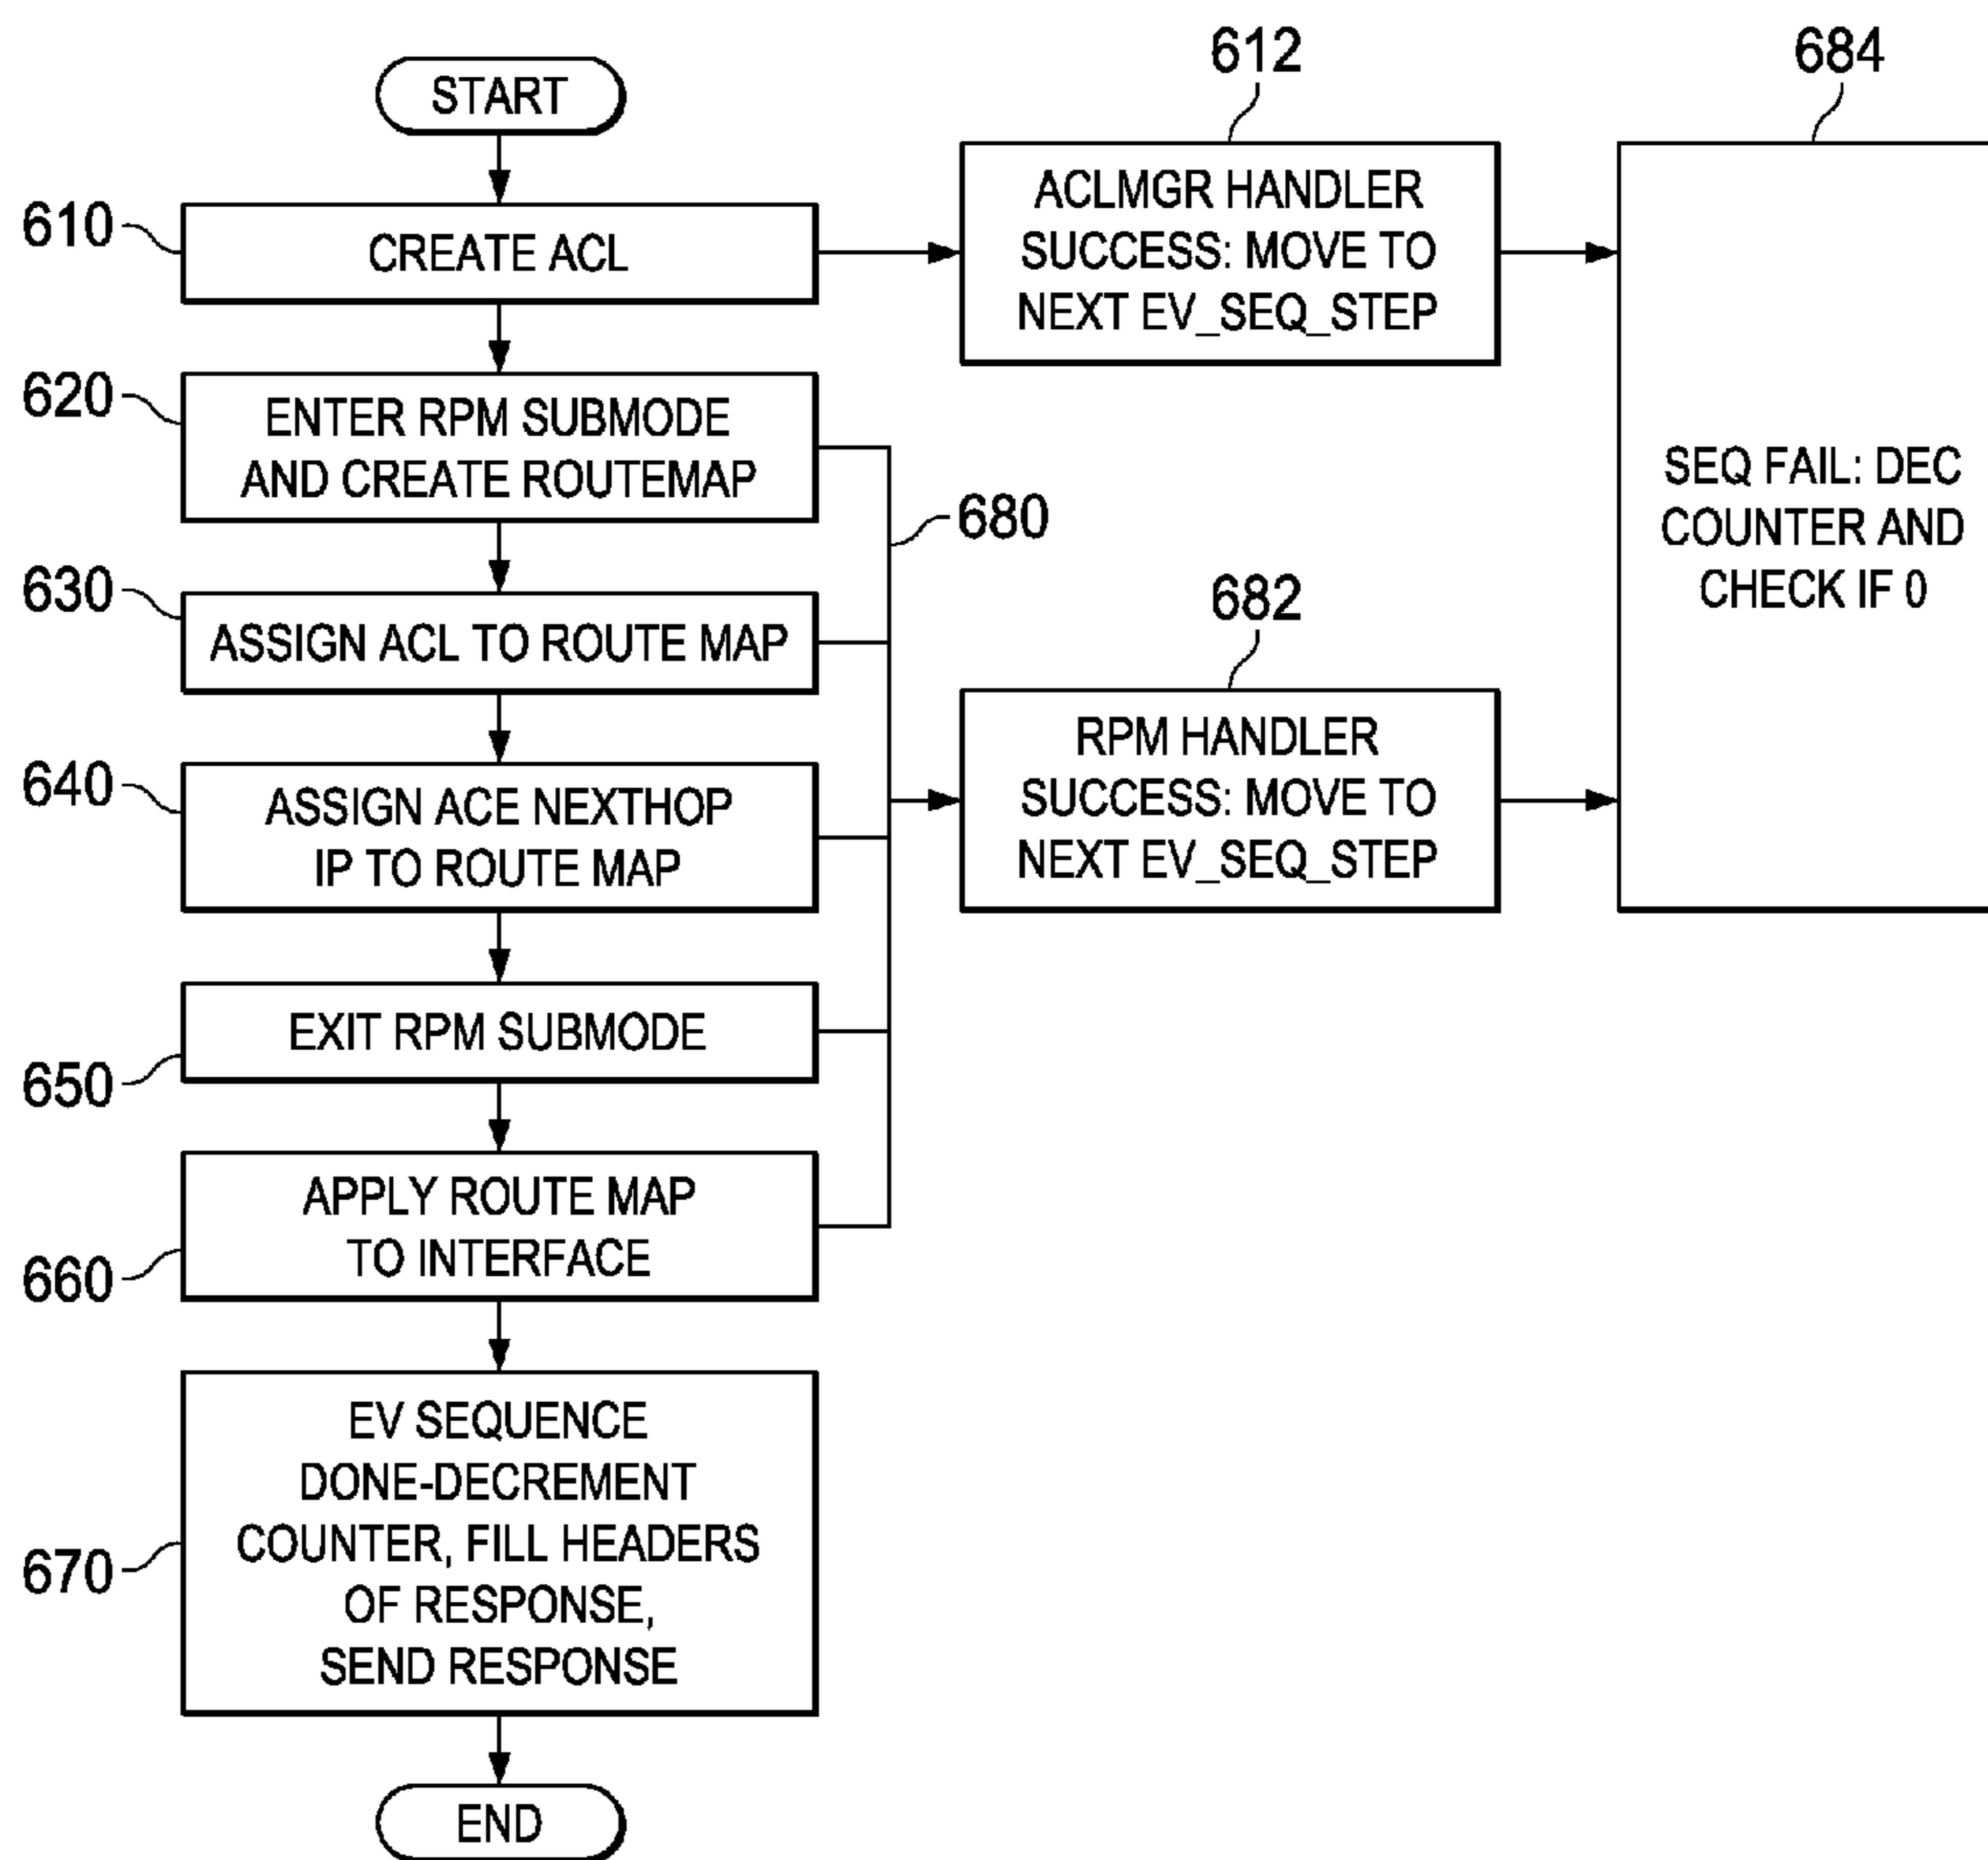 START
610
CREATE ACL
612
ACLMGR HANDLER
SUCCESS: MOVE TO
NEXT EV_SEQ_STEP
684
SEQ FAIL: DEC
COUNTER AND
CHECK IF 0
620
ENTER RPM SUBMODE
AND CREATE ROUTEMAP
680
630
ASSIGN ACL TO ROUTE MAP
682
RPM HANDLER
SUCCESS: MOVE TO
NEXT EV_SEQ_STEP
640
ASSIGN ACE NEXTHOP
IP TO ROUTE MAP
650
EXIT RPM SUBMODE
660
APPLY ROUTE MAP
TO INTERFACE
670
EV SEQUENCE
DONE-DECREMENT
COUNTER, FILL HEADERS
OF RESPONSE,
SEND RESPONSE
END